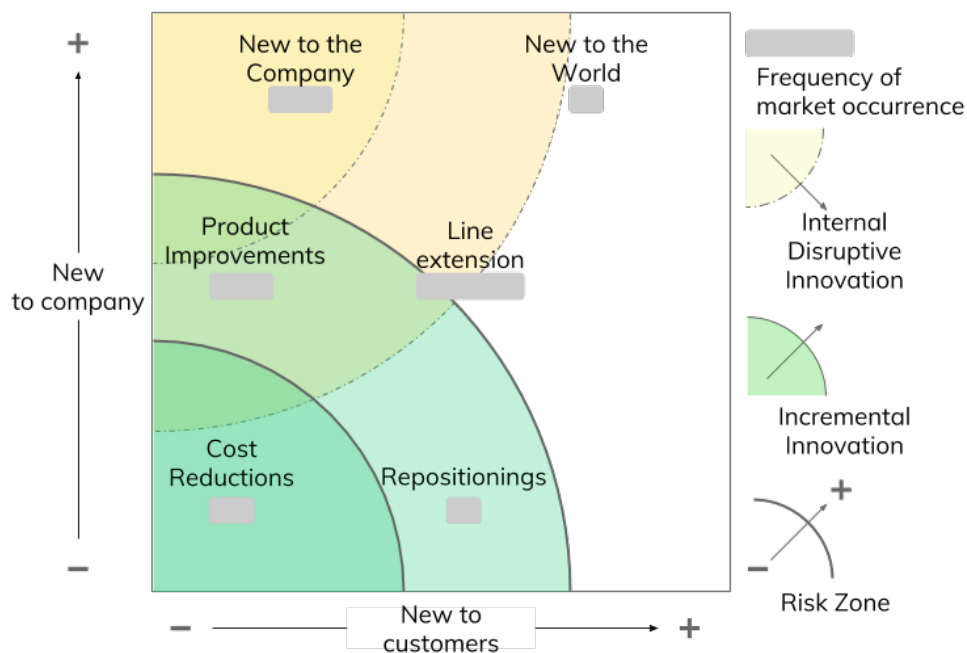 +
New to the
Company
New to the
World
Frequency of
market occurrence
Product
Improvements
Line
extension
Internal
Disruptive
Innovation
New
to company
Incremental
Innovation
Cost
Reductions
Repositionings
+
−
−
Risk Zone
−
New to
customers
+